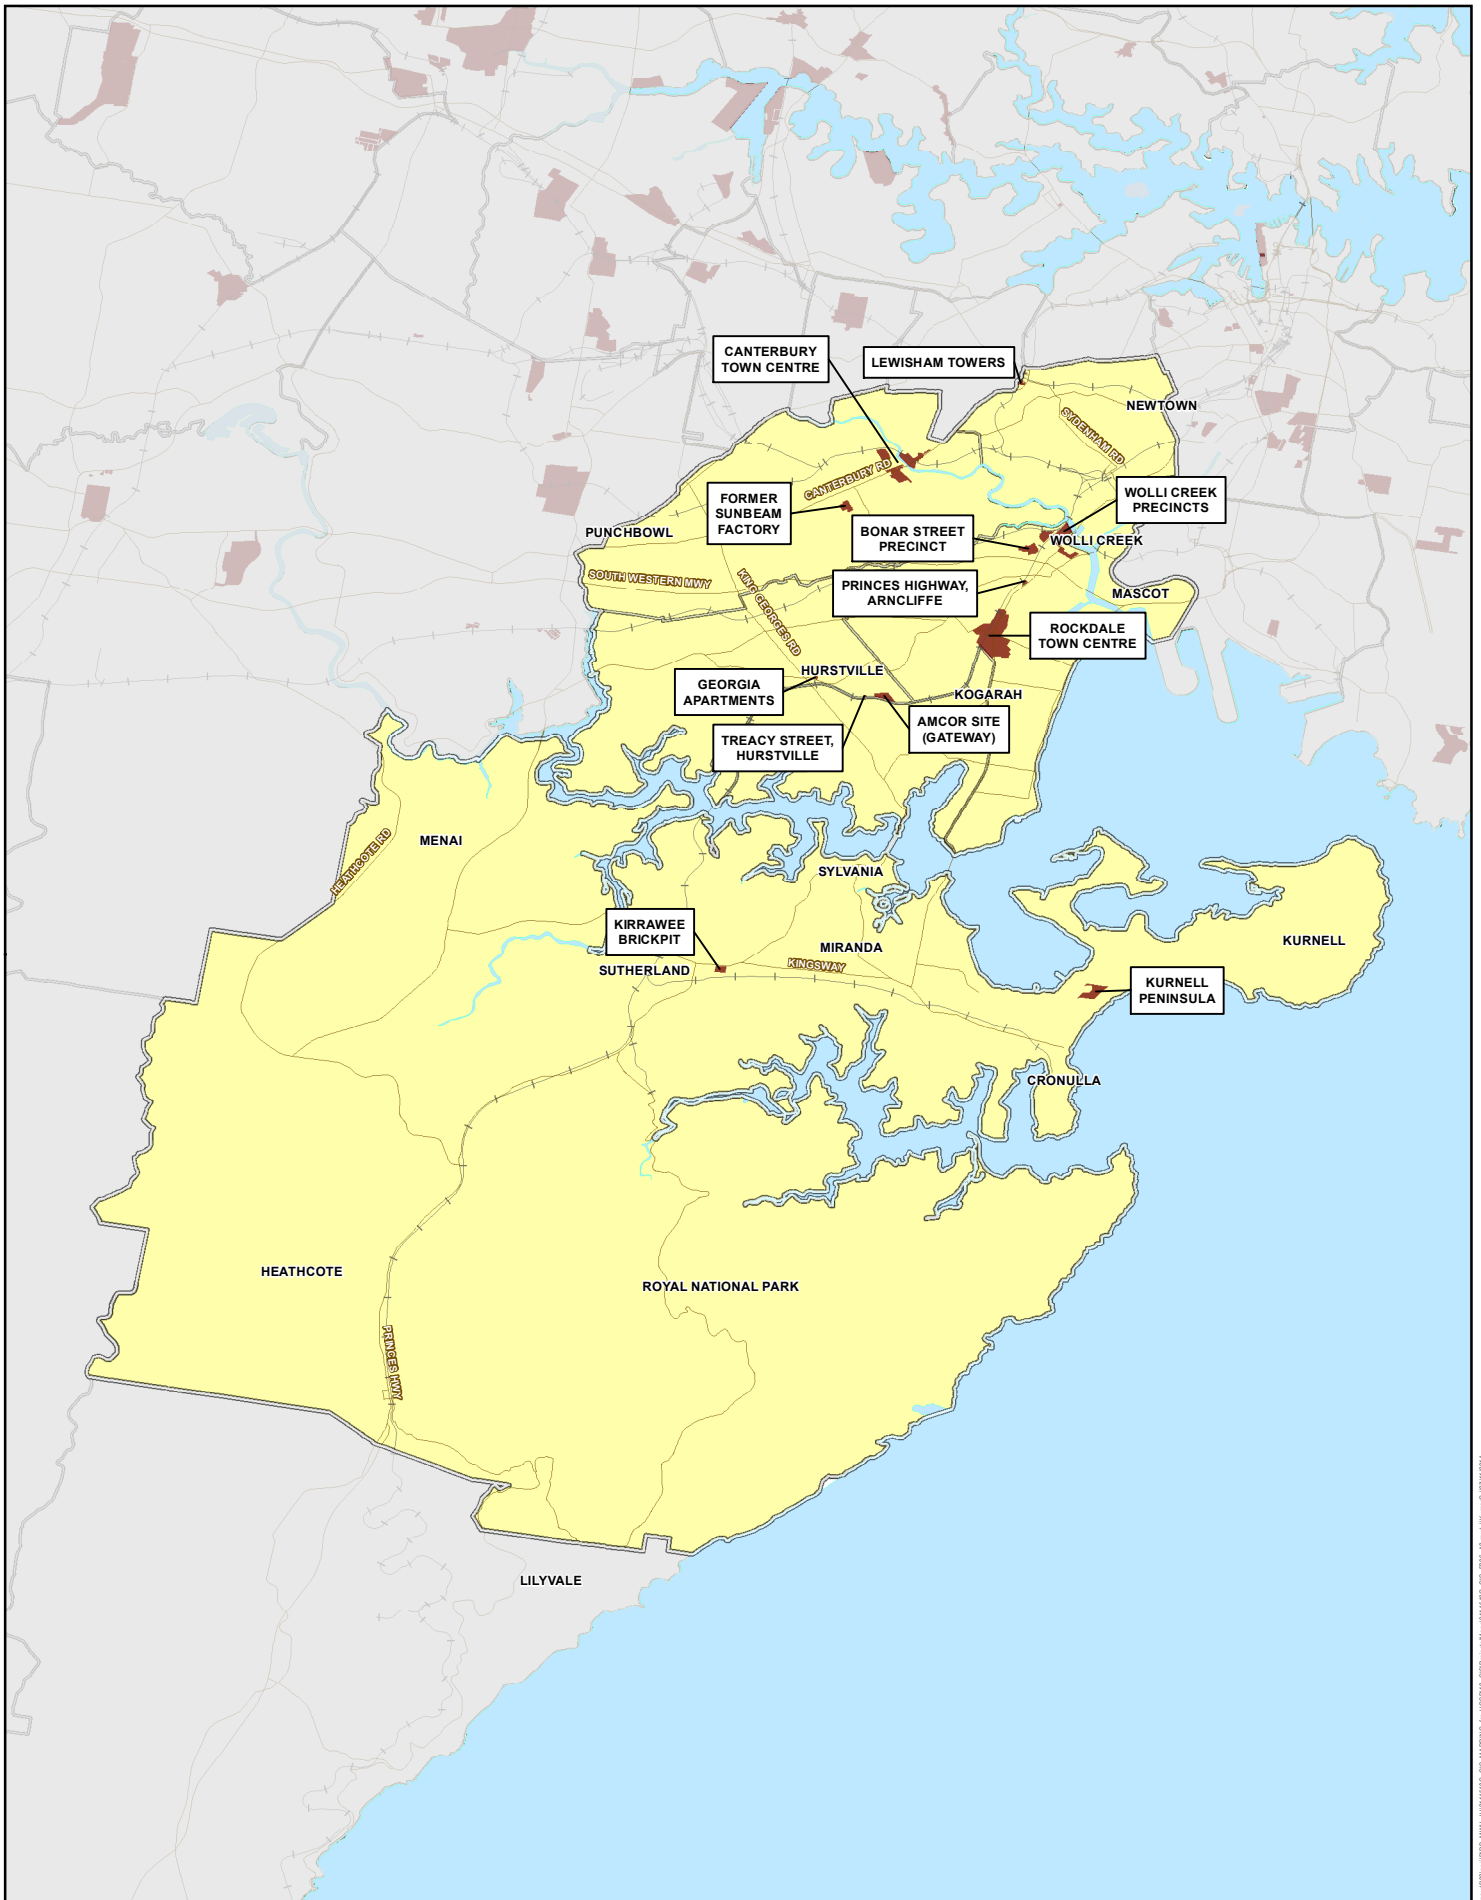 CANTERBURY
TOWN CENTRE
LEWISHAM TOWERS
NEWTOWN
SYDENHAM RD
CANTERBURY RD
FORMER
SUNBEAM
FACTORY
WOLLI CREEK
PRECINCTS
PUNCHBOWL
BONAR STREET
PRECINCT
WOLLI CREEK
SOUTH WESTERN MWY
KING GEORGES RD
PRINCES HIGHWAY,
ARNCLIFFE
MASCOT
ROCKDALE
TOWN CENTRE
HURSTVILLE
GEORGIA
APARTMENTS
KOGARAH
AMCOR SITE
(GATEWAY)
TREACY STREET,
HURSTVILLE
MENAI
HEATHCOTE RD
SYLVANIA
KIRRAWEE
BRICKPIT
MIRANDA
KURNELL
SUTHERLAND
KINGSWAY
KURNELL
PENINSULA
CRONULLA
HEATHCOTE
ROYAL NATIONAL PARK
PRINCES HWY
LILYVALE